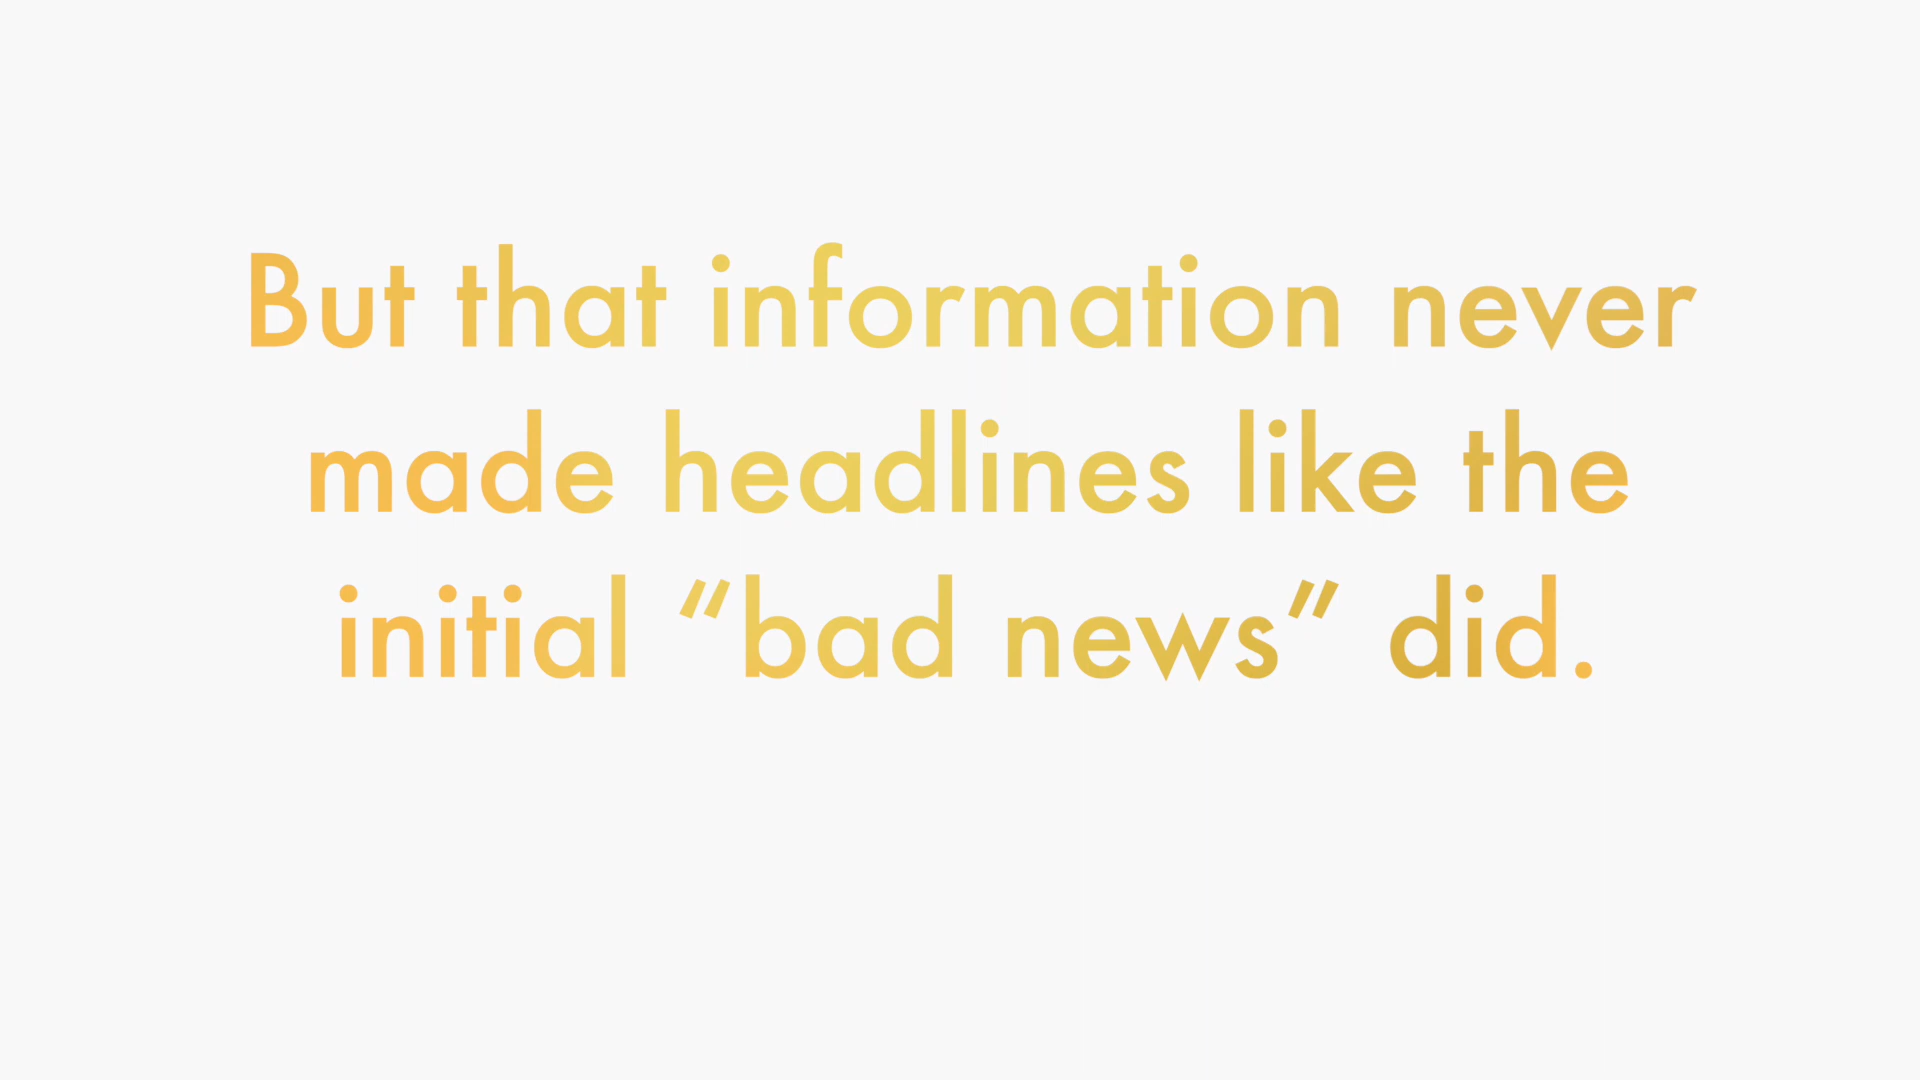 But that information never
made headlines like the
initial “bad news” did.